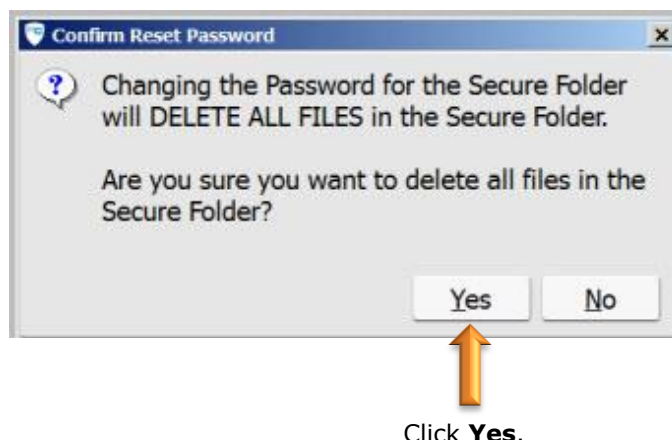 Confirm Reset Password
Changing the Password for the Secure Folder
will DELETE ALL FILES in the Secure Folder.
Are you sure you want to delete all files in the
Secure Folder?
Yes No
Click Yes.